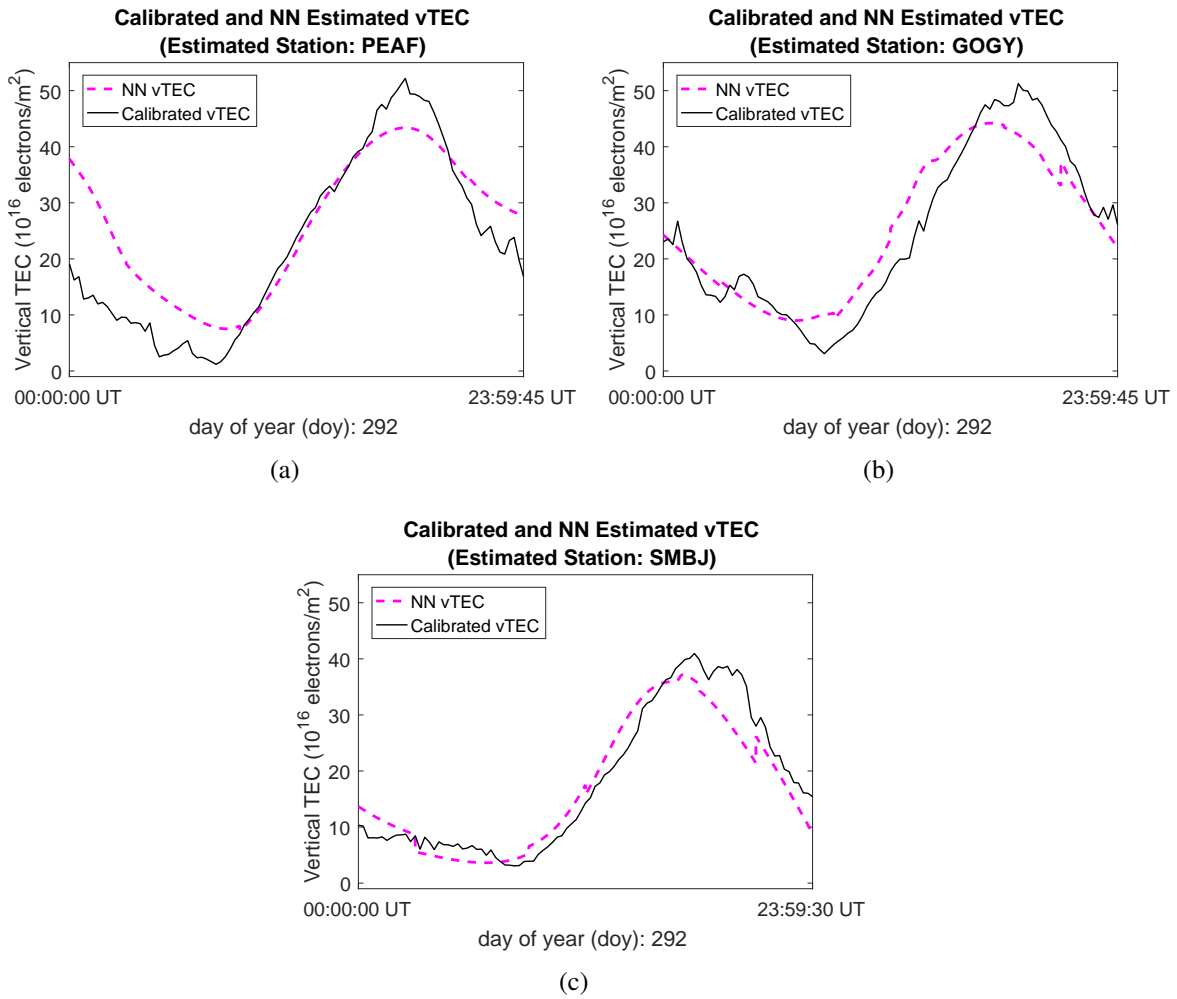 Calibrated and NN Estimated vTEC
(Estimated Station: PEAF)
NN vTEC
Calibrated vTEC
50
40
30
20
10
0
Vertical TEC (10^16 electrons/m^2)
00:00:00 UT
23:59:45 UT
day of year (doy): 292
(a)
Calibrated and NN Estimated vTEC
(Estimated Station: GOGY)
NN vTEC
Calibrated vTEC
50
40
30
20
10
0
Vertical TEC (10^16 electrons/m^2)
00:00:00 UT
23:59:45 UT
day of year (doy): 292
(b)
Calibrated and NN Estimated vTEC
(Estimated Station: SMBJ)
NN vTEC
Calibrated vTEC
50
40
30
20
10
0
Vertical TEC (10^16 electrons/m^2)
00:00:00 UT
23:59:30 UT
day of year (doy): 292
(c)